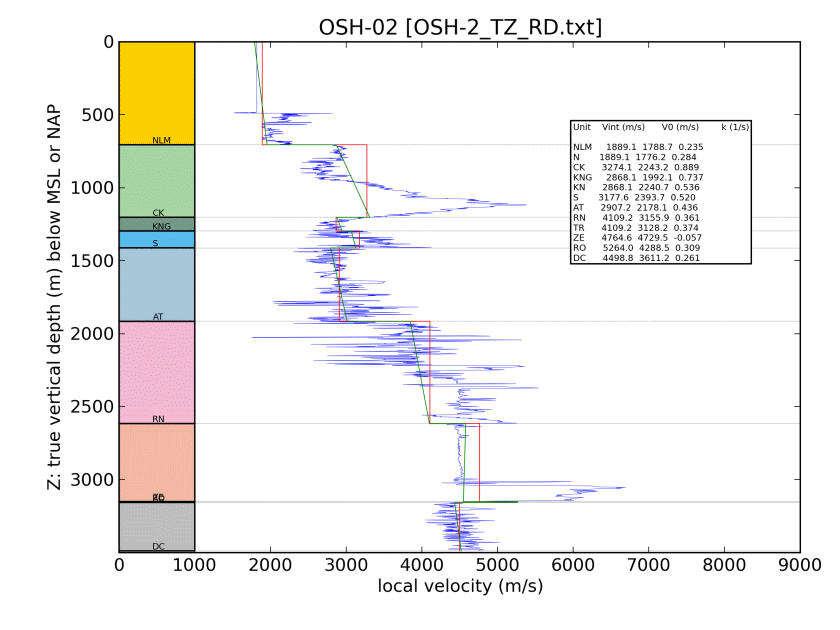 OSH-02 [OSH-2_TZ_RD.txt]
0
500
1000
1500
2000
2500
3000
Z: true vertical depth (m) below MSL or NAP
NLM
CK
KNG
S
AT
RN
DC
Unit Vint (m/s) V0 (m/s) k (1/s)
NLM 1889.1 1788.7 0.235
N 1889.1 1776.2 0.284
CK 3274.1 2243.2 0.889
KNG 2868.1 1992.1 0.737
KN 2868.1 2240.7 0.536
S 3177.6 2393.7 0.520
AT 2907.2 2178.1 0.436
RN 4109.2 3155.9 0.361
TR 4109.2 3128.2 0.374
ZE 4764.6 4729.5 -0.057
RO 5264.0 4288.5 0.309
DC 4498.8 3611.2 0.261
0 1000 2000 3000 4000 5000 6000 7000 8000 9000
local velocity (m/s)